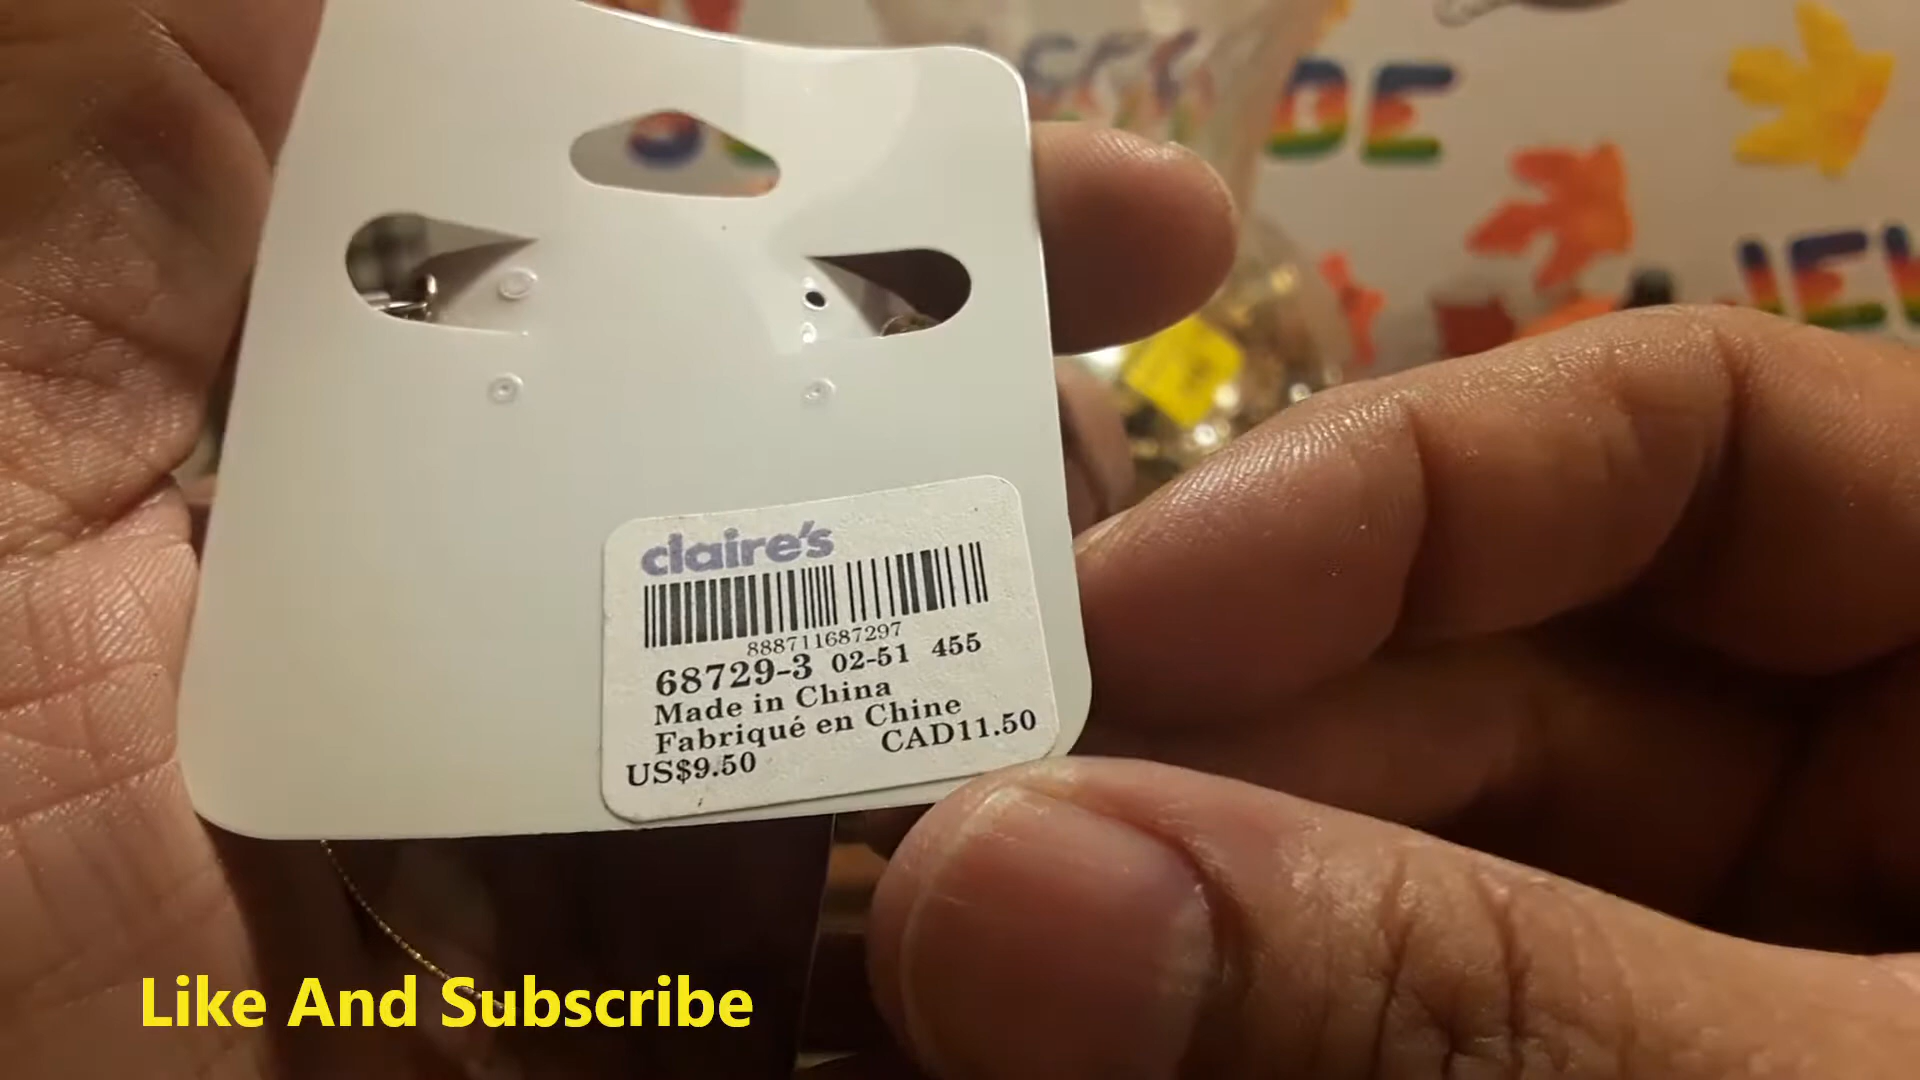 DE
claire's
888711687297
68729-3 02-51 455
Made in China
Fabriqué en Chine
US$9.50 CAD11.50
Like And Subscribe